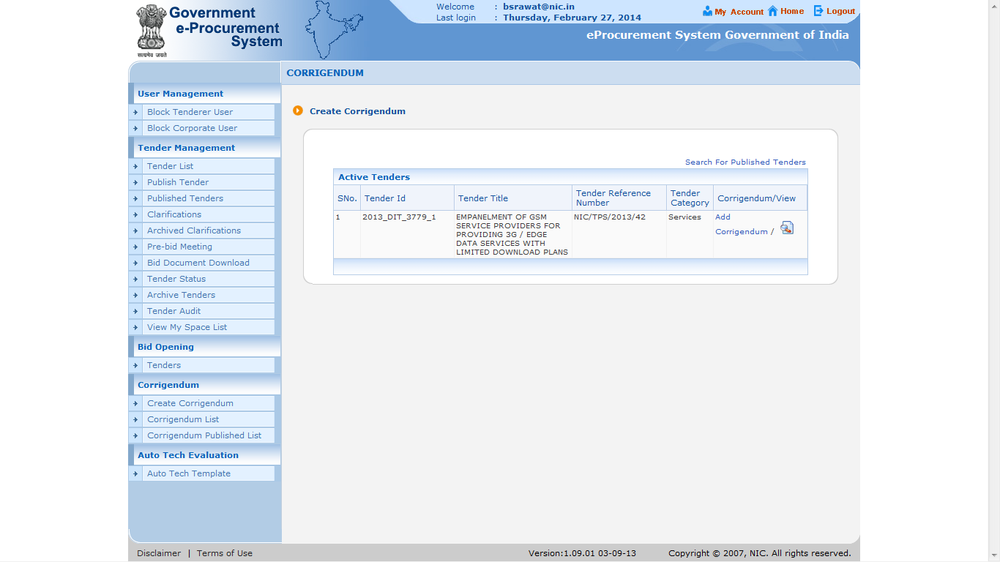 Government
e-Procurement
System
सत्यमेव जयते
Welcome : bsrawat@nic.in
Last login : Thursday, February 27, 2014
My Account Home Logout
eProcurement System Government of India
CORRIGENDUM
User Management
Block Tenderer User
Block Corporate User
Tender Management
Tender List
Publish Tender
Published Tenders
Clarifications
Archived Clarifications
Pre-bid Meeting
Bid Document Download
Tender Status
Archive Tenders
Tender Audit
View My Space List
Bid Opening
Tenders
Corrigendum
Create Corrigendum
Corrigendum List
Corrigendum Published List
Auto Tech Evaluation
Auto Tech Template
Create Corrigendum
Search For Published Tenders
Active Tenders
SNo. Tender Id Tender Title Tender Reference Number Tender Category Corrigendum/View
1 2013_DIT_3779_1 EMPANELMENT OF GSM NIC/TPS/2013/42 Services Add
SERVICE PROVIDERS FOR
PROVIDING 3G / EDGE Corrigendum /
DATA SERVICES WITH
LIMITED DOWNLOAD PLANS
Disclaimer | Terms of Use Version:1.09.01 03-09-13 Copyright © 2007, NIC. All rights reserved.